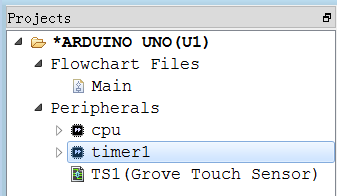 Projects
*ARDUINO UNO(U1)
Flowchart Files
Main
Peripherals
cpu
timer1
TS1(Grove Touch Sensor)